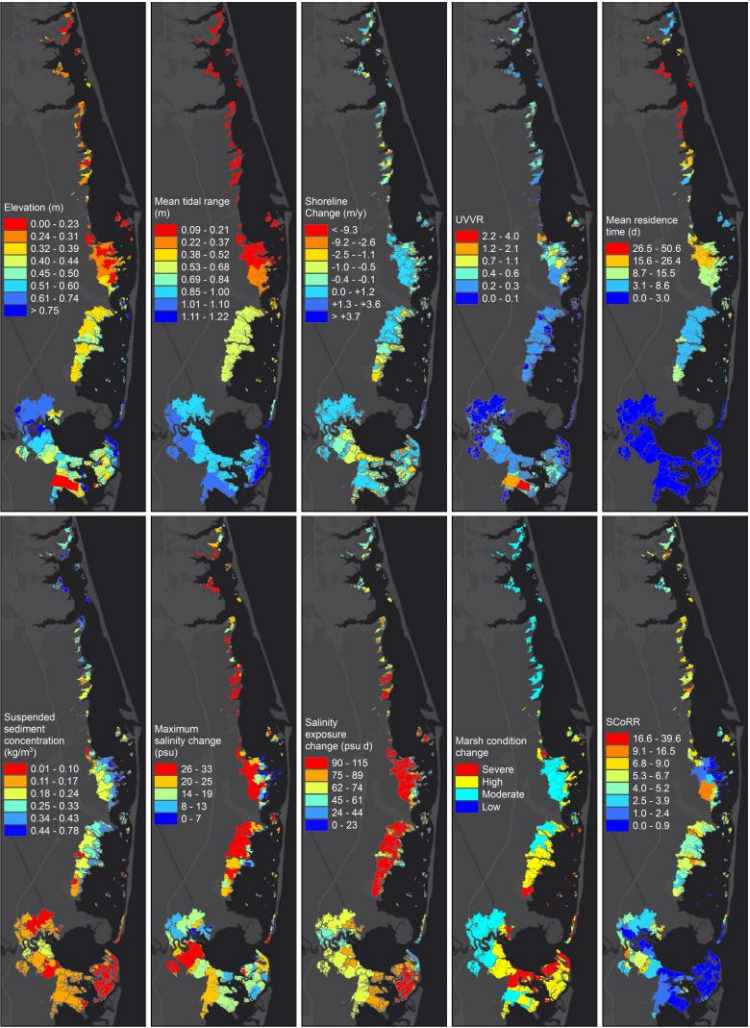 Elevation (m)
0.00 - 0.23
0.24 - 0.31
0.32 - 0.39
0.40 - 0.44
0.45 - 0.50
0.51 - 0.60
0.61 - 0.74
> 0.75
Mean tidal range
(m)
0.09 - 0.21
0.22 - 0.37
0.38 - 0.52
0.53 - 0.68
0.69 - 0.84
0.85 - 1.00
1.01 - 1.10
1.11 - 1.22
Shoreline
Change (m/y)
< -9.3
-9.2 - -2.6
-2.5 - -1.1
-1.0 - -0.5
-0.4 - -0.1
0.0 - +1.2
+1.3 - +3.6
> +3.7
UVVR
2.2 - 4.0
1.2 - 2.1
0.7 - 1.1
0.4 - 0.6
0.2 - 0.3
0.0 - 0.1
Mean residence
time (d)
26.5 - 50.6
15.6 - 26.4
8.7 - 15.5
3.1 - 8.6
0.0 - 3.0
Suspended
sediment
concentration
(kg/m³)
0.01 - 0.10
0.11 - 0.17
0.18 - 0.24
0.25 - 0.33
0.34 - 0.43
0.44 - 0.78
Maximum
salinity change
(psu)
26 - 33
20 - 25
14 - 19
8 - 13
0 - 7
Salinity
exposure
change (psu d)
90 - 115
75 - 89
62 - 74
45 - 61
24 - 44
0 - 23
Marsh condition
change
Severe
High
Moderate
Low
SCoRR
16.6 - 39.6
9.1 - 16.5
6.8 - 9.0
5.3 - 6.7
4.0 - 5.2
2.5 - 3.9
1.0 - 2.4
0.0 - 0.9